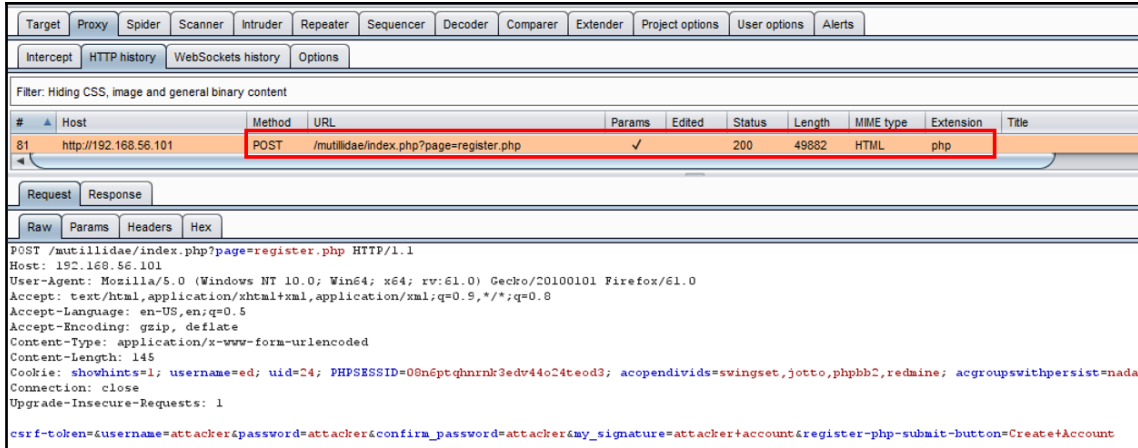 Target Proxy Spider Scanner Intruder Repeater Sequencer Decoder Comparer Extender Project options User options Alerts
Intercept HTTP history WebSockets history Options
Filter: Hiding CSS, image and general binary content
# Host Method URL Params Edited Status Length MIME type Extension Title
81 http://192.168.56.101 POST /mutillidae/index.php?page=register.php ✓ 200 49882 HTML php
Request Response
Raw Params Headers Hex
POST /mutillidae/index.php?page=register.php HTTP/1.1
Host: 192.168.56.101
User-Agent: Mozilla/5.0 (Windows NT 10.0; Win64; x64; rv:61.0) Gecko/20100101 Firefox/61.0
Accept: text/html,application/xhtml+xml,application/xml;q=0.9,*/*;q=0.8
Accept-Language: en-US,en;q=0.5
Accept-Encoding: gzip, deflate
Content-Type: application/x-www-form-urlencoded
Content-Length: 145
Cookie: showhints=1; username=ed; uid=24; PHPSESSID=08n6ptqhnrnk3edv44o24teod3; acopendivids=swingset,jotto,phpbb2,redmine; acgroupswithpersist=nada
Connection: close
Upgrade-Insecure-Requests: 1
csrf-token=&username=attacker&password=attacker&confirm_password=attacker&my_signature=attacker+account&register-php-submit-button=Create+Account